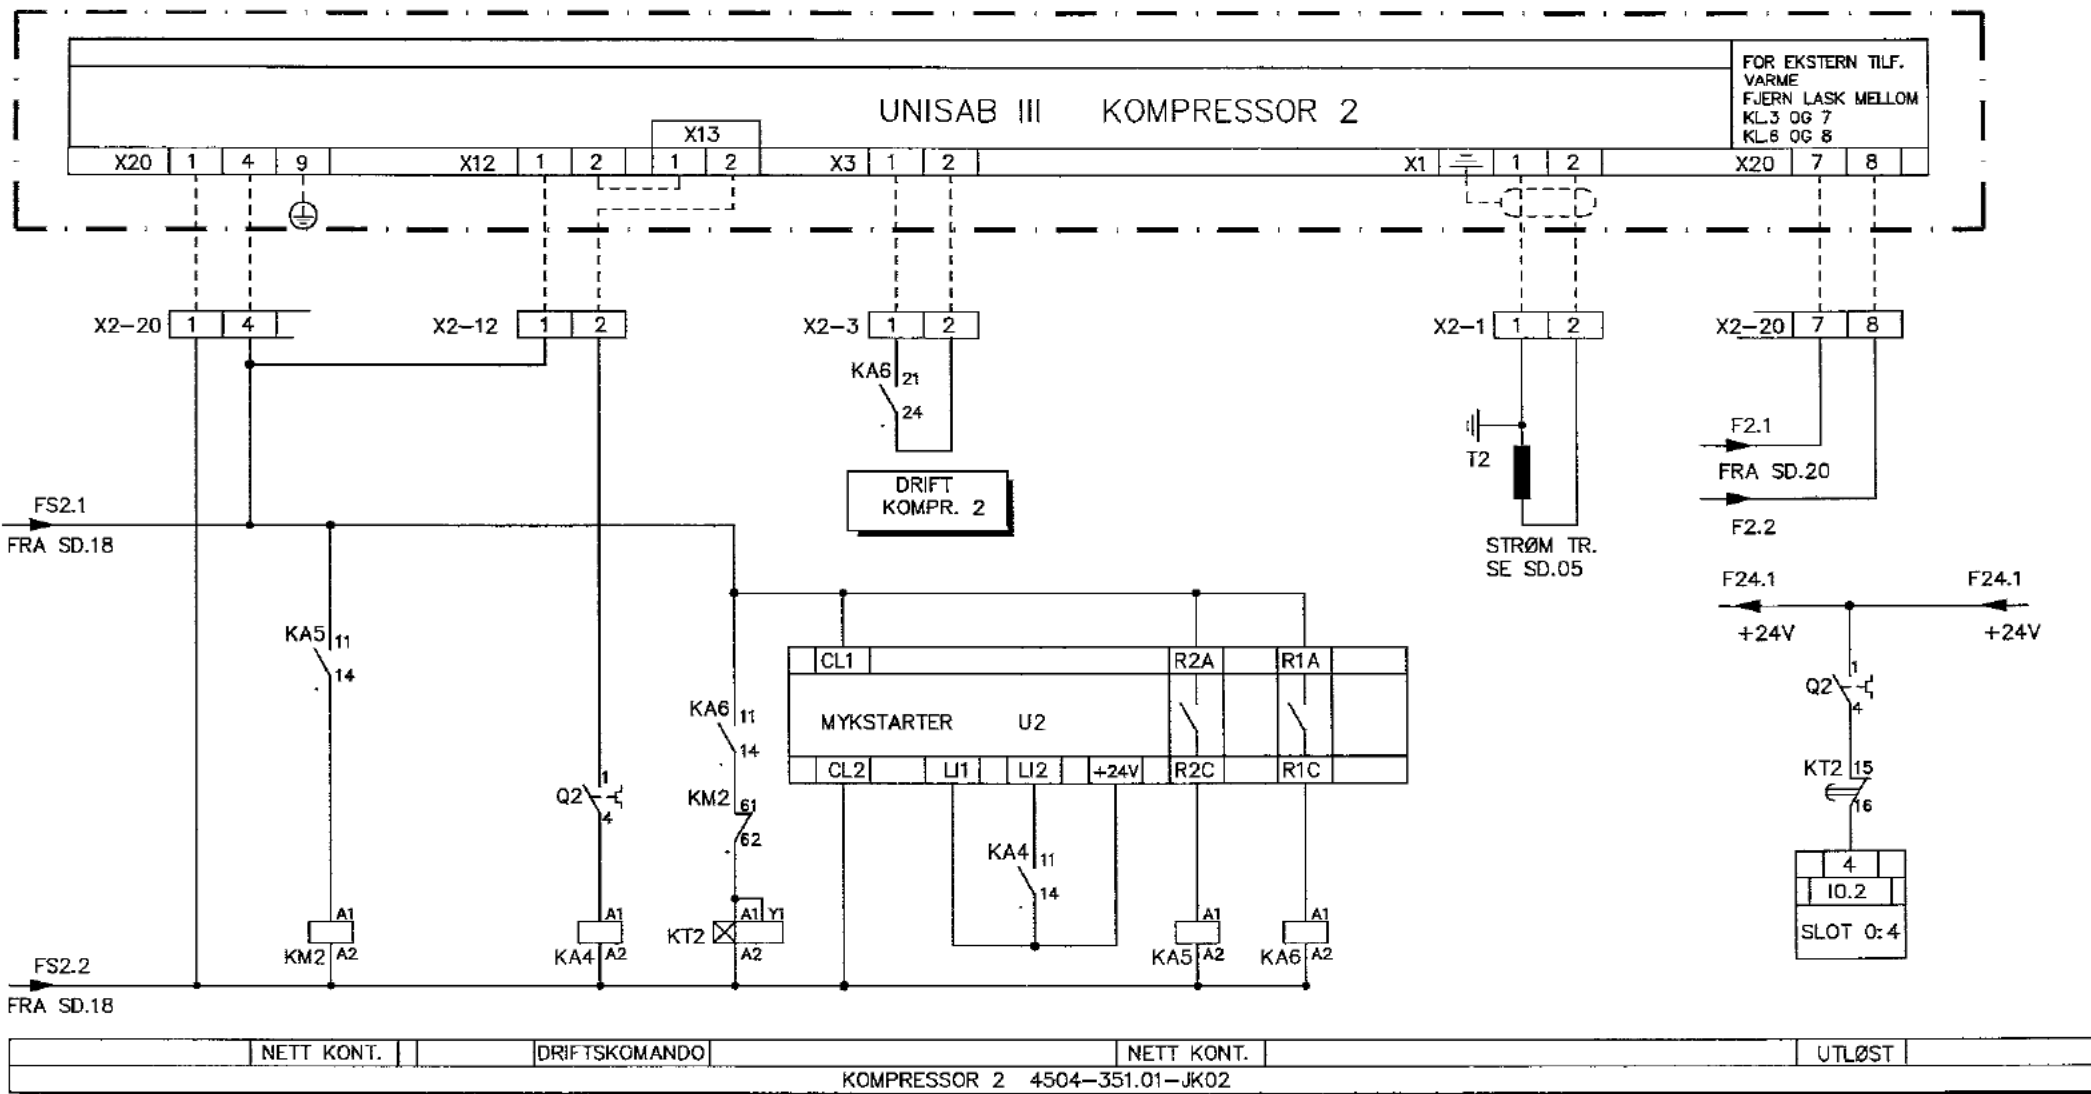 FOR EKSTERN TILF.
VARME
FJERN LASK MELLOM
KL.3 OG 7
KL.6 OG 8
UNISAB III KOMPRESSOR 2
X13
X20 1 4 9 X12 1 2 1 2 X3 1 2 X1 1 2 X20 7 8
X2-20 1 4 X2-12 1 2 X2-3 1 2 X2-1 1 2 X2-20 7 8
KA6 21
24
F2.1
T2
FRA SD.20
DRIFT
KOMPR. 2
FS2.1
FRA SD.18
F2.2
STRØM TR.
SE SD.05
F24.1 F24.1
+24V +24V
KA5 11
14
CL1 R2A R1A
1
Q2
4
KA6 11
14
MYKSTARTER U2
CL2 LI1 LI2 +24V R2C R1C
KT2 15
16
1
Q2
4
KM2 61
62
KA4 11
14
4
I0.2
SLOT 0:4
A1 A1 A1 Y1 A1 A1
KT2
KM2 A2 KA4 A2 A2 KA5 A2 KA6 A2
FS2.2
FRA SD.18
NETT KONT. DRIFTSKOMANDO NETT KONT. UTLØST
KOMPRESSOR 2 4504-351.01-JK02